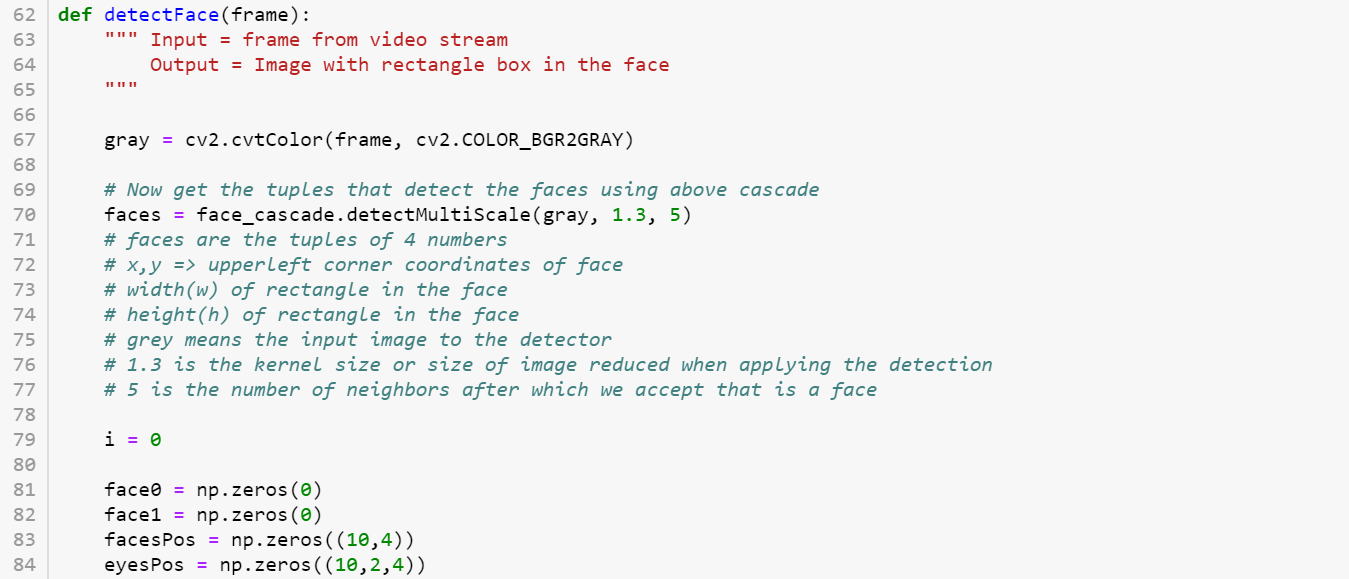 62 def detectFace(frame):
63     """ Input = frame from video stream
64         Output = Image with rectangle box in the face
65     """
66
67     gray = cv2.cvtColor(frame, cv2.COLOR_BGR2GRAY)
68
69     # Now get the tuples that detect the faces using above cascade
70     faces = face_cascade.detectMultiScale(gray, 1.3, 5)
71     # faces are the tuples of 4 numbers
72     # x,y => upperleft corner coordinates of face
73     # width(w) of rectangle in the face
74     # height(h) of rectangle in the face
75     # grey means the input image to the detector
76     # 1.3 is the kernel size or size of image reduced when applying the detection
77     # 5 is the number of neighbors after which we accept that is a face
78
79     i = 0
80
81     face0 = np.zeros(0)
82     face1 = np.zeros(0)
83     facesPos = np.zeros((10,4))
84     eyesPos = np.zeros((10,2,4))